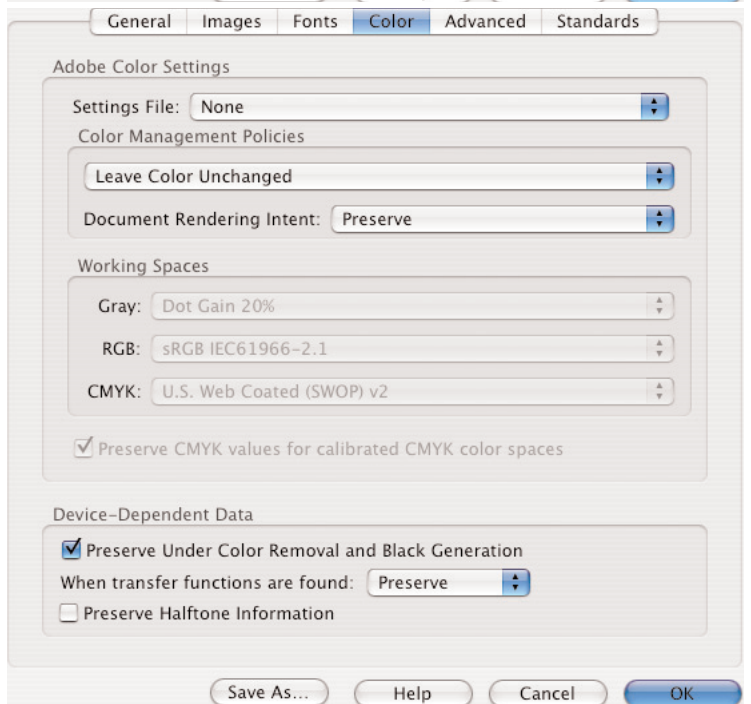 General Images Fonts Color Advanced Standards
Adobe Color Settings
Settings File: None
Color Management Policies
Leave Color Unchanged
Document Rendering Intent: Preserve
Working Spaces
Gray: Dot Gain 20%
RGB: sRGB IEC61966-2.1
CMYK: U.S. Web Coated (SWOP) v2
Preserve CMYK values for calibrated CMYK color spaces
Device-Dependent Data
Preserve Under Color Removal and Black Generation
When transfer functions are found: Preserve
Preserve Halftone Information
Save As... Help Cancel OK